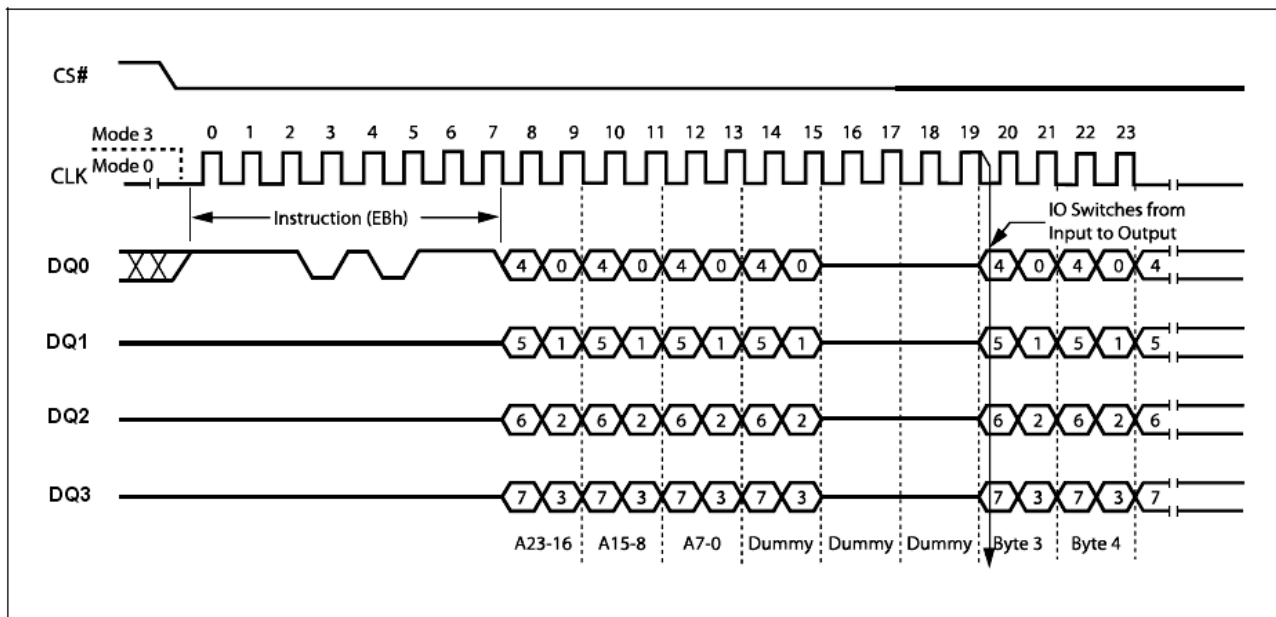 CS#
Mode 3
0 1 2 3 4 5 6 7 8 9 10 11 12 13 14 15 16 17 18 19 20 21 22 23
Mode 0
CLK
Instruction (EBh)
IO Switches from
Input to Output
DQ0 4 0 4 0 4 0 4 0 4 0 4 0 4
DQ1 5 1 5 1 5 1 5 1 5 1 5 1 5
DQ2 6 2 6 2 6 2 6 2 6 2 6 2 6
DQ3 7 3 7 3 7 3 7 3 7 3 7 3 7
A23-16 A15-8 A7-0 Dummy Dummy Dummy Byte 3 Byte 4